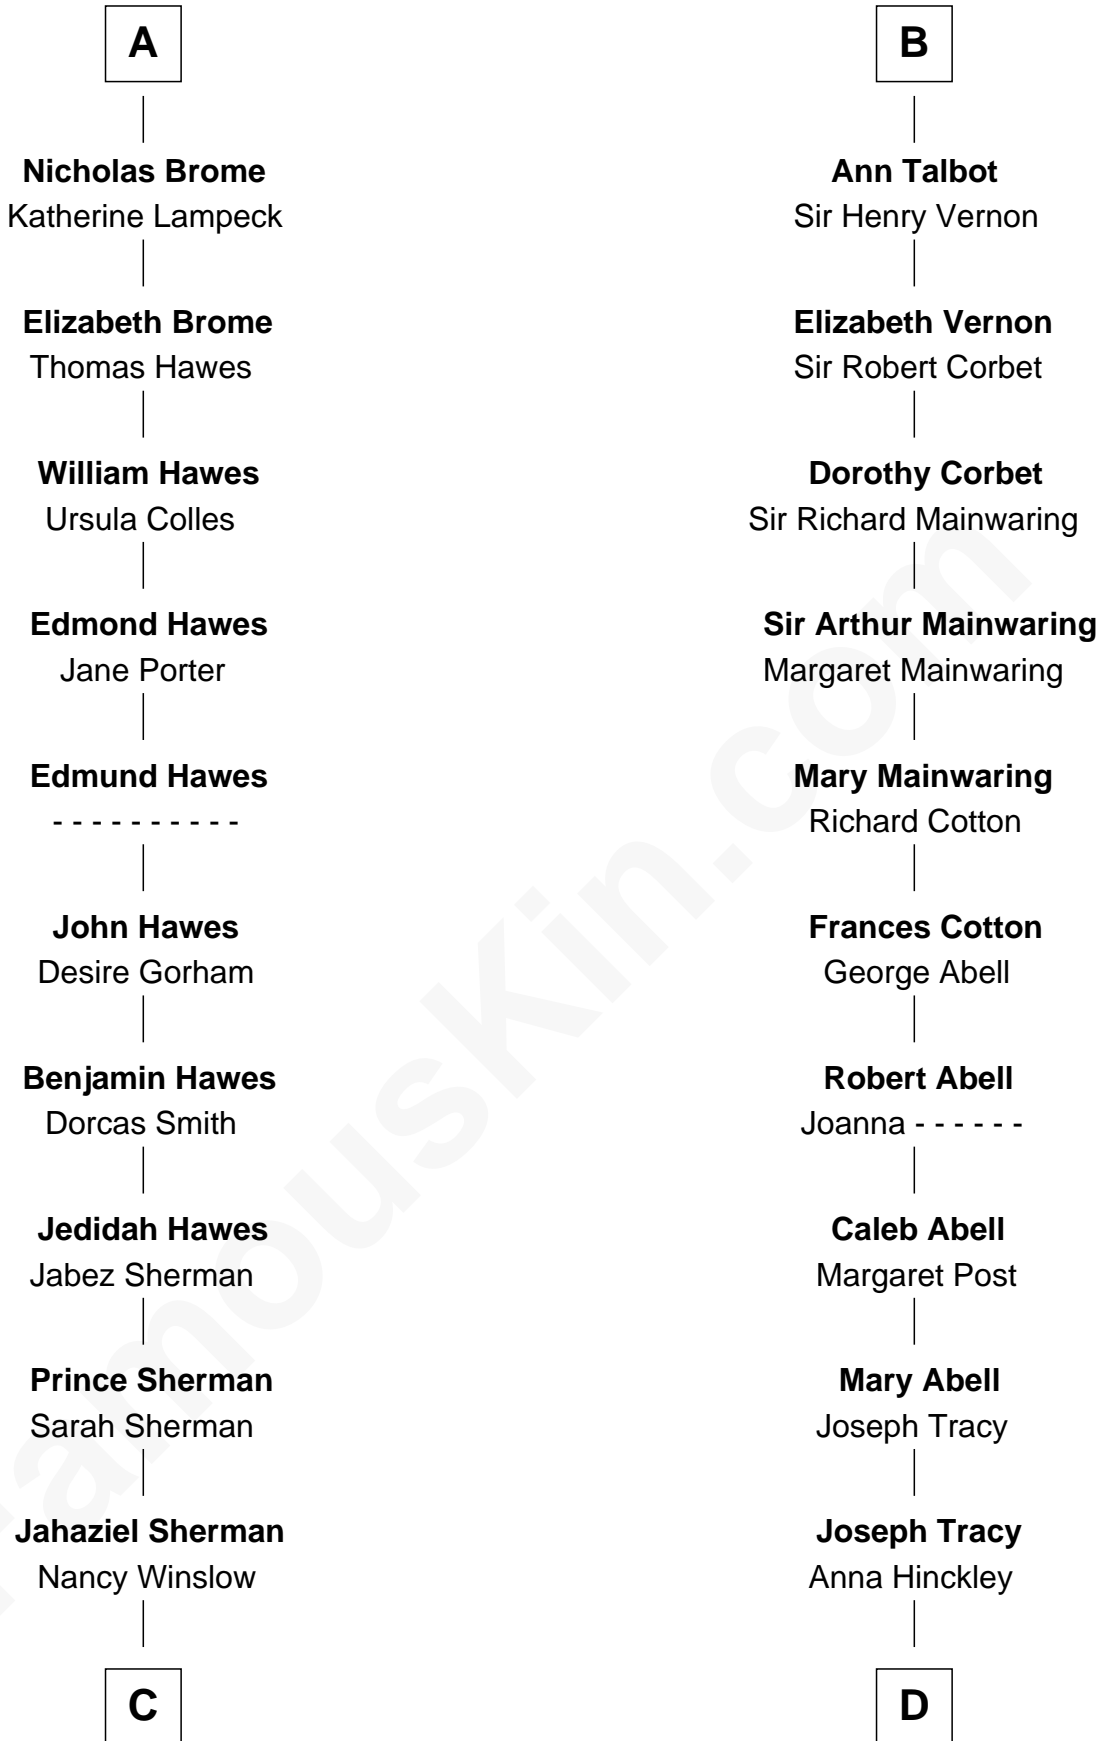 A
Nicholas Brome
Katherine Lampeck
Elizabeth Brome
Thomas Hawes
William Hawes
Ursula Colles
Edmond Hawes
Jane Porter
Edmund Hawes
- - - - - - - - - -
John Hawes
Desire Gorham
Benjamin Hawes
Dorcas Smith
Jedidah Hawes
Jabez Sherman
Prince Sherman
Sarah Sherman
Jahaziel Sherman
Nancy Winslow
C
B
Ann Talbot
Sir Henry Vernon
Elizabeth Vernon
Sir Robert Corbet
Dorothy Corbet
Sir Richard Mainwaring
Sir Arthur Mainwaring
Margaret Mainwaring
Mary Mainwaring
Richard Cotton
Frances Cotton
George Abell
Robert Abell
Joanna - - - - - -
Caleb Abell
Margaret Post
Mary Abell
Joseph Tracy
Joseph Tracy
Anna Hinckley
D
FamousKin.com